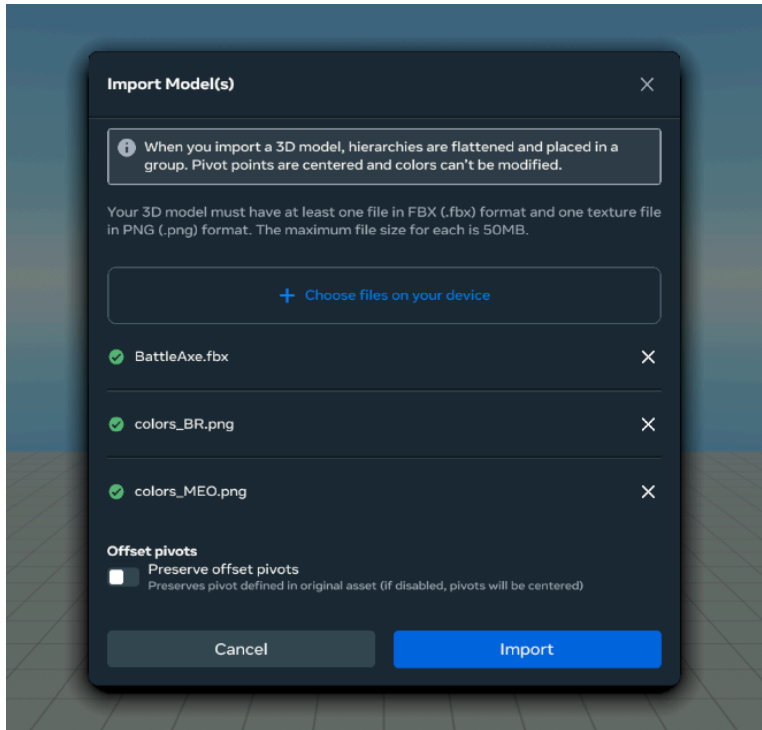 Import Model(s)
When you import a 3D model, hierarchies are flattened and placed in a
group. Pivot points are centered and colors can't be modified.
Your 3D model must have at least one file in FBX (.fbx) format and one texture file
in PNG (.png) format. The maximum file size for each is 50MB.
+ Choose files on your device
BattleAxe.fbx
colors_BR.png
colors_MEO.png
Offset pivots
Preserve offset pivots
Preserves pivot defined in original asset (if disabled, pivots will be centered)
Cancel
Import